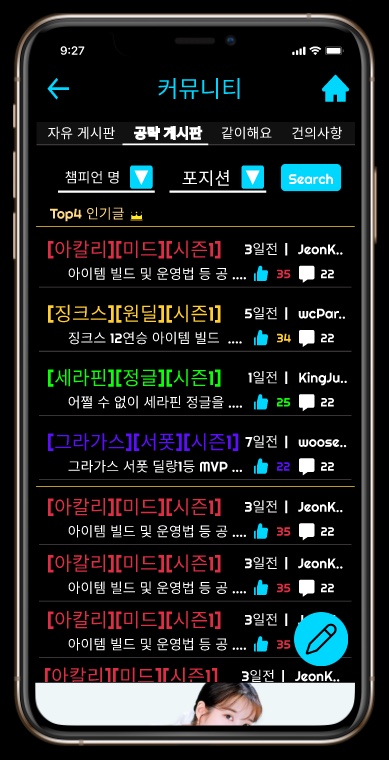 9:27
커뮤니티
자유 게시판 공략 게시판 같이해요 건의사항
챔피언 명 포지션 Search
Top4 인기글
[아칼리][미드][시즌1] 3일전 | JeonK..
아이템 빌드 및 운영법 등 공 .... 35 22
[징크스][원딜][시즌1] 5일전 | wcPar..
징크스 12연승 아이템 빌드 .... 34 22
[세라핀][정글][시즌1] 1일전 | KingJu..
어쩔 수 없이 세라핀 정글을 .... 25 22
[그라가스][서폿][시즌1] 7일전 | woose..
그라가스 서폿 딜량1등 MVP ... 22 22
[아칼리][미드][시즌1] 3일전 | JeonK..
아이템 빌드 및 운영법 등 공 .... 35 22
[아칼리][미드][시즌1] 3일전 | JeonK..
아이템 빌드 및 운영법 등 공 .... 35 22
[아칼리][미드][시즌1] 3일전 |
아이템 빌드 및 운영법 등 공 .... 35
[아칼리][미드][시즌1] 3일전 | JeonK..